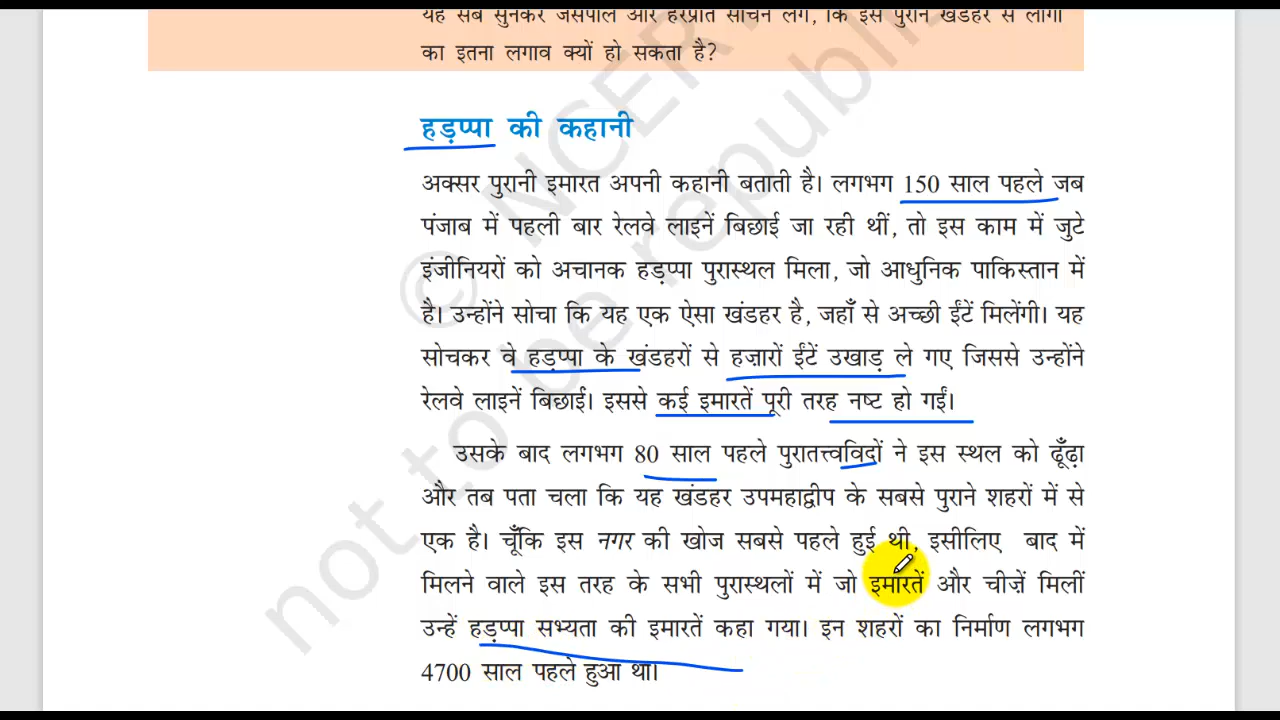 यह सब सुनकर जसपाल और हरप्रीत सोचने लगे, कि इस पुराने खंडहर से लोगों
का इतना लगाव क्यों हो सकता है?
हड़प्पा की कहानी
अक्सर पुरानी इमारत अपनी कहानी बताती है। लगभग 150 साल पहले जब
पंजाब में पहली बार रेलवे लाइनें बिछाई जा रही थीं, तो इस काम में जुटे
इंजीनियरों को अचानक हड़प्पा पुरास्थल मिला, जो आधुनिक पाकिस्तान में
है। उन्होंने सोचा कि यह एक ऐसा खंडहर है, जहाँ से अच्छी ईंटें मिलेंगी। यह
सोचकर वे हड़प्पा के खंडहरों से हज़ारों ईंटें उखाड़ ले गए जिससे उन्होंने
रेलवे लाइनें बिछाईं। इससे कई इमारतें पूरी तरह नष्ट हो गईं।
उसके बाद लगभग 80 साल पहले पुरातत्त्वविदों ने इस स्थल को ढूँढ़ा
और तब पता चला कि यह खंडहर उपमहाद्वीप के सबसे पुराने शहरों में से
एक है। चूँकि इस नगर की खोज सबसे पहले हुई थी, इसीलिए बाद में
मिलने वाले इस तरह के सभी पुरास्थलों में जो इमारतें और चीज़ें मिलीं
उन्हें हड़प्पा सभ्यता की इमारतें कहा गया। इन शहरों का निर्माण लगभग
4700 साल पहले हुआ था।
© NCER
not to be republis